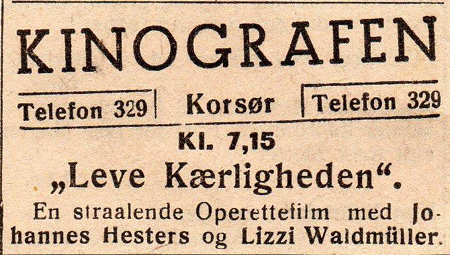 KINOGRAFEN
Telefon 329 | Korsør | Telefon 329
Kl. 7,15
„Leve Kærligheden“.
En straalende Operettefilm med Jo-
hannes Hesters og Lizzi Waldmüller.